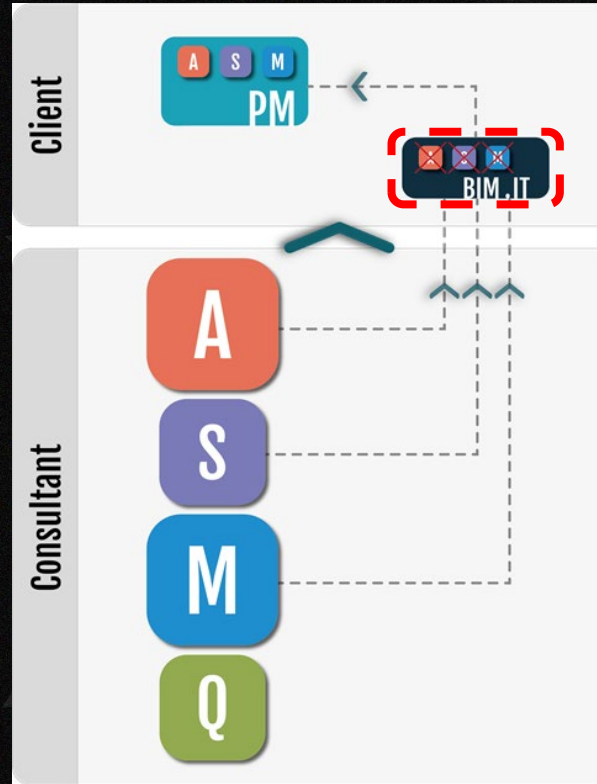 Client
A S M
PM
A S M
BIM.IT
Consultant
A
S
M
Q